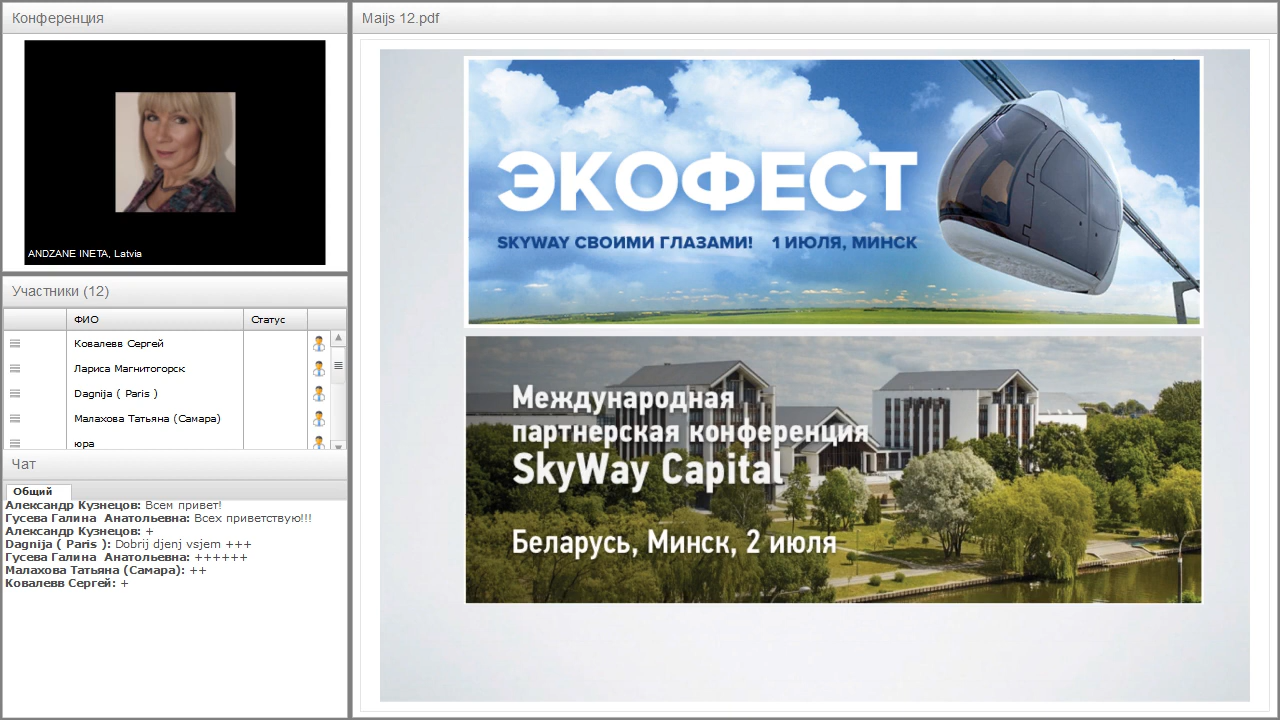 Конференция
ANDZANE INETA, Latvia
Участники (12)
ФИО Статус
Ковалевв Сергей
Лариса Магнитогорск
Dagnija ( Paris )
Малахова Татьяна (Самара)
юра
Чат
Общий
Александр Кузнецов: Всем привет!
Гусева Галина Анатольевна: Всех приветствую!!!
Александр Кузнецов: +
Dagnija ( Paris ): Dobrij djenj vsjem +++
Гусева Галина Анатольевна: ++++++
Малахова Татьяна (Самара): ++
Ковалевв Сергей: +
Maijs 12.pdf
ЭКОФЕСТ
SKYWAY СВОИМИ ГЛАЗАМИ! 1 ИЮЛЯ, МИНСК
Международная
партнерская конференция
SkyWay Capital
Беларусь, Минск, 2 июля